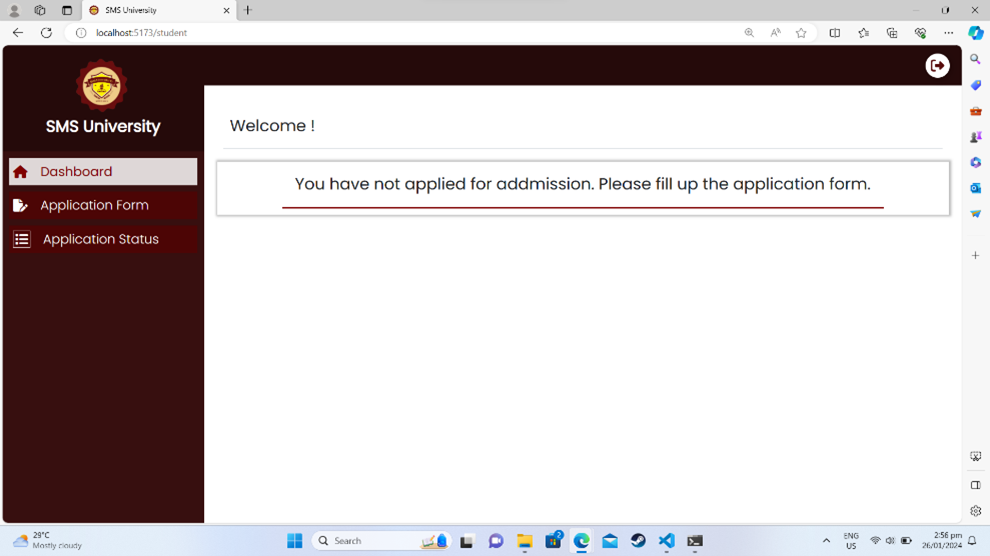 SMS University
localhost:5173/student
SMS University
Welcome !
Dashboard
You have not applied for addmission. Please fill up the application form.
Application Form
Application Status
29°C
Mostly cloudy
Search
ENG
US
2:56 pm
26/01/2024